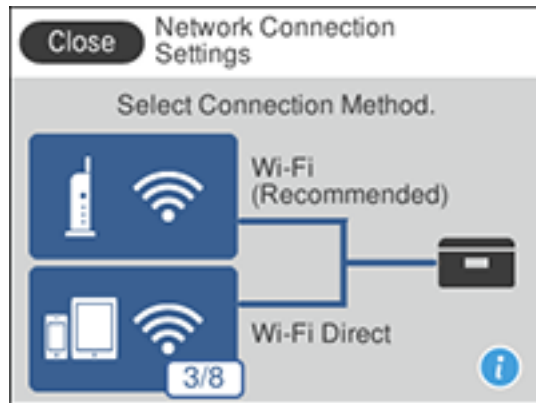 Close
Network Connection
Settings
Select Connection Method.
Wi-Fi
(Recommended)
Wi-Fi Direct
3/8
i